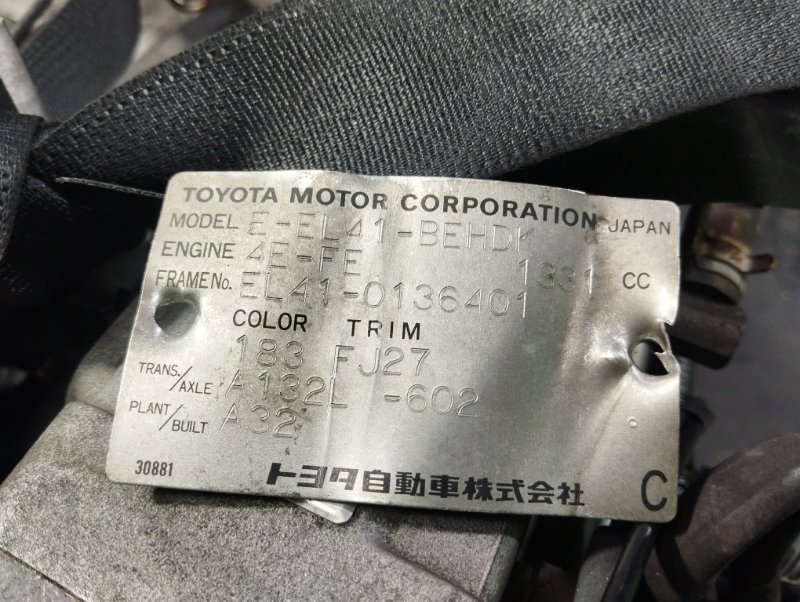 TOYOTA MOTOR CORPORATION JAPAN
MODEL E-EL41-BEHDK
ENGINE 4E-FE 1331 CC
FRAME No. EL41-0136401
COLOR TRIM
183 FJ27
TRANS./AXLE A132L -602
PLANT/BUILT A32
30881 トヨタ自動車株式会社 C